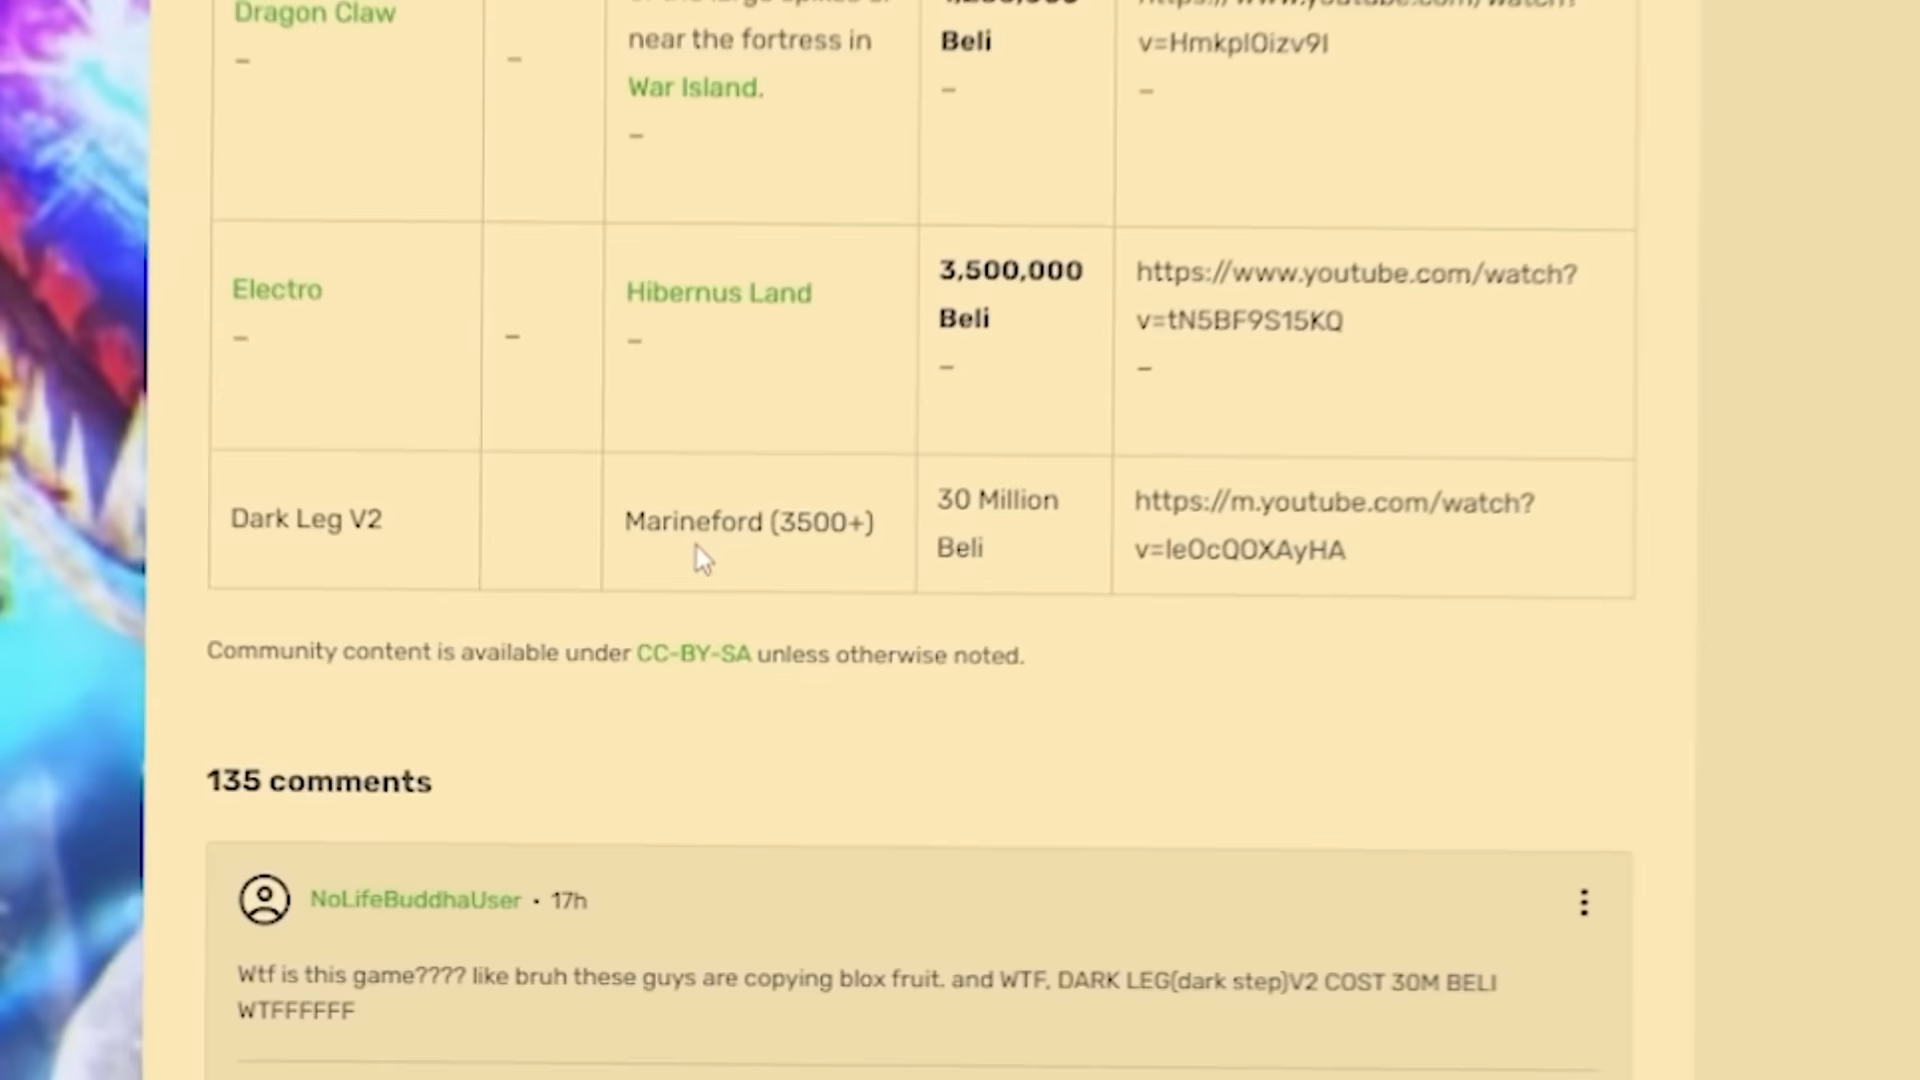 Dragon Claw
–
–
near the fortress in
War Island.
–
Beli
–
v=HmkplOizv9I
–
Electro
–
–
Hibernus Land
–
3,500,000
Beli
–
https://www.youtube.com/watch?
v=tN5BF9S15KQ
–
Dark Leg V2
Marineford (3500+)
30 Million
Beli
https://m.youtube.com/watch?
v=leOcQOXAyHA
Community content is available under CC-BY-SA unless otherwise noted.
135 comments
NoLifeBuddhaUser • 17h
Wtf is this game???? like bruh these guys are copying blox fruit. and WTF, DARK LEG(dark step)V2 COST 30M BELI
WTFFFFFF